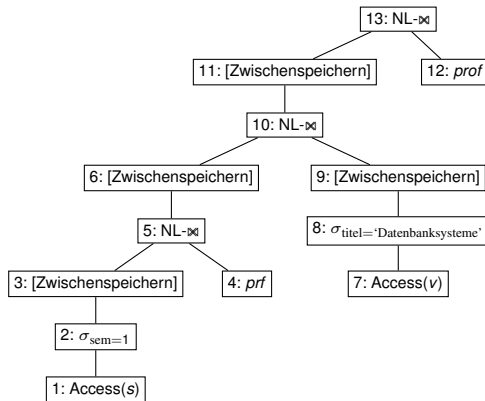 13: NL-⋈
11: [Zwischenspeichern]
12: prof
10: NL-⋈
6: [Zwischenspeichern]
9: [Zwischenspeichern]
5: NL-⋈
8: σtitel=‘Datenbanksysteme’
3: [Zwischenspeichern]
4: prf
7: Access(v)
2: σsem=1
1: Access(s)